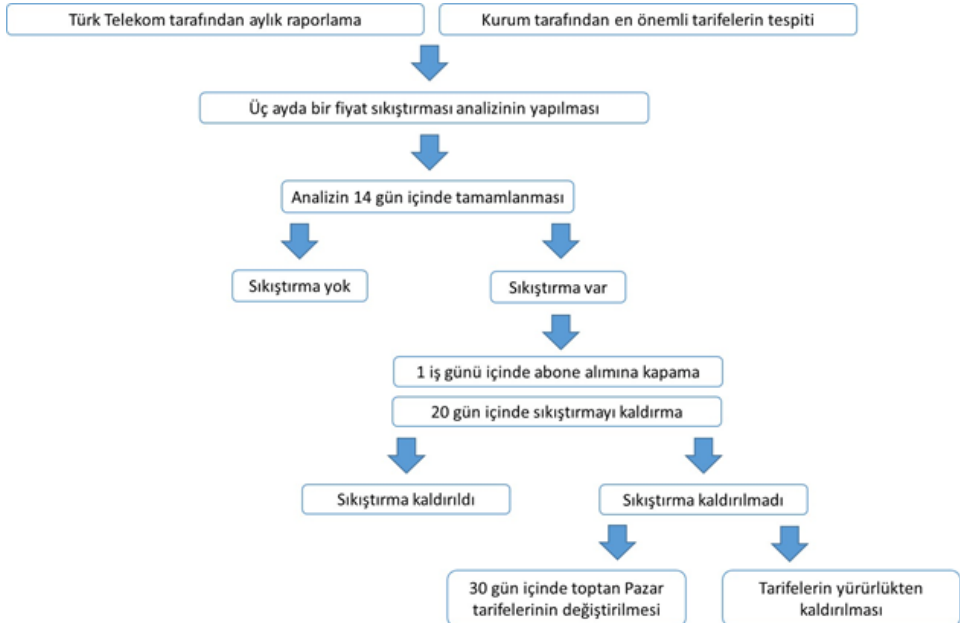 Türk Telekom tarafından aylık raporlama
Kurum tarafından en önemli tarifelerin tespiti
Üç ayda bir fiyat sıkıştırması analizinin yapılması
Analizin 14 gün içinde tamamlanması
Sıkıştırma yok
Sıkıştırma var
1 iş günü içinde abone alımına kapama
20 gün içinde sıkıştırmayı kaldırma
Sıkıştırma kaldırıldı
Sıkıştırma kaldırılmadı
30 gün içinde toptan Pazar
tarifelerinin değiştirilmesi
Tarifelerin yürürlükten
kaldırılması